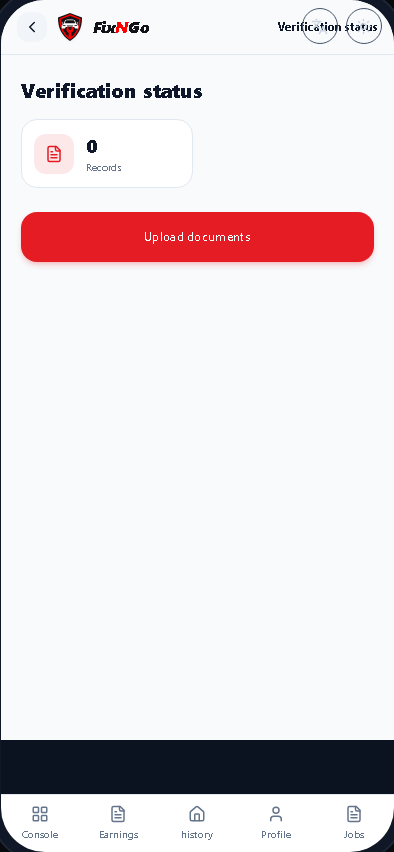 FixNGo
Verification status
Verification status
0
Records
Upload documents
Console
Earnings
history
Profile
Jobs